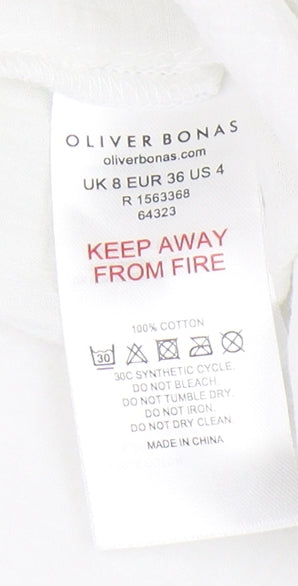 OLIVER BONAS
oliverbonas.com
UK 8 EUR 36 US 4
R 1563368
64323
KEEP AWAY
FROM FIRE
100% COTTON
30
30C SYNTHETIC CYCLE.
DO NOT BLEACH.
DO NOT TUMBLE DRY.
DO NOT IRON.
DO NOT DRY CLEAN.
MADE IN CHINA